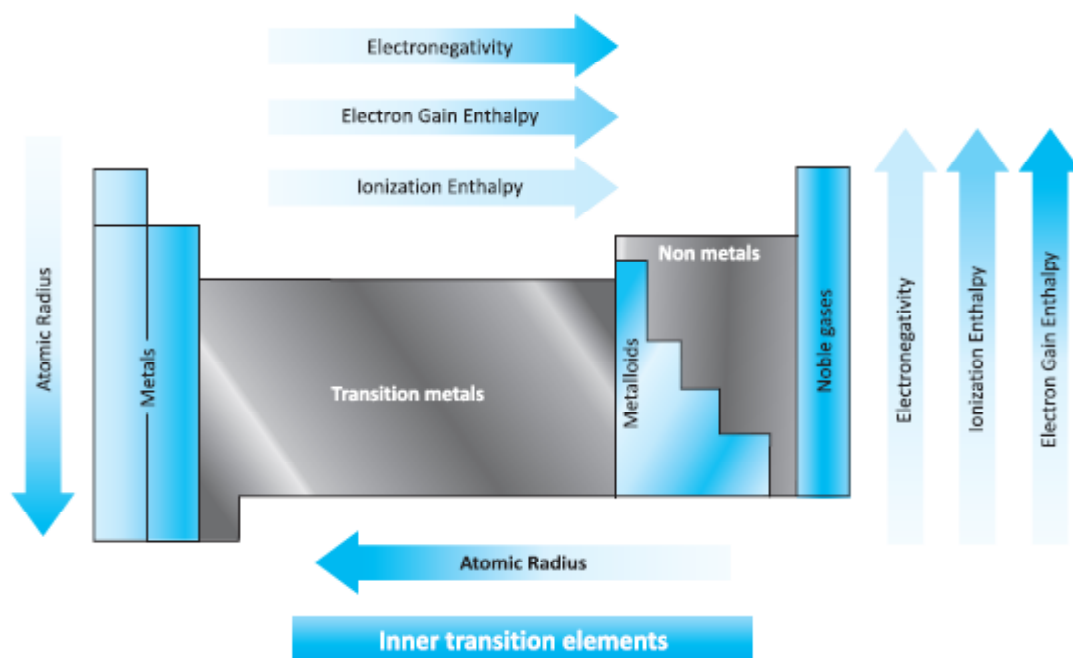 Electronegativity
Electron Gain Enthalpy
Ionization Enthalpy
Atomic Radius
Metals
Transition metals
Metalloids
Non metals
Noble gases
Electronegativity
Ionization Enthalpy
Electron Gain Enthalpy
Atomic Radius
Inner transition elements